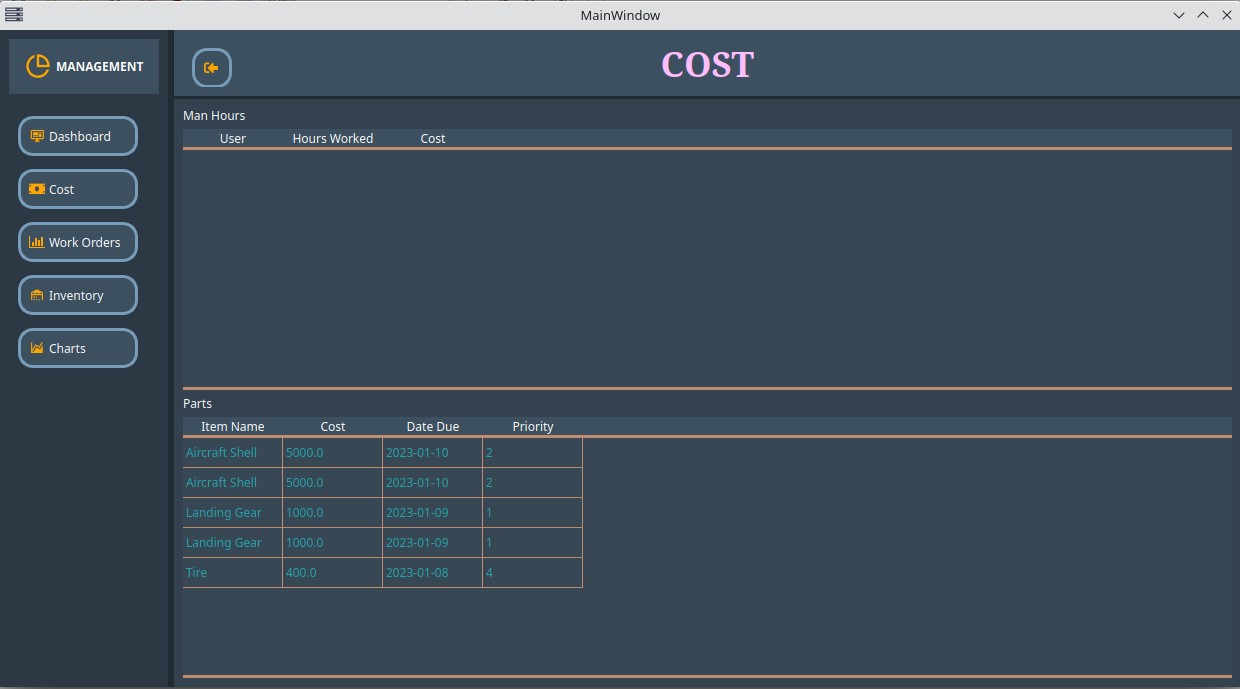 MainWindow
MANAGEMENT
COST
Dashboard
Cost
Work Orders
Inventory
Charts
Man Hours
User Hours Worked Cost
Parts
Item Name Cost Date Due Priority
Aircraft Shell 5000.0 2023-01-10 2
Aircraft Shell 5000.0 2023-01-10 2
Landing Gear 1000.0 2023-01-09 1
Landing Gear 1000.0 2023-01-09 1
Tire 400.0 2023-01-08 4